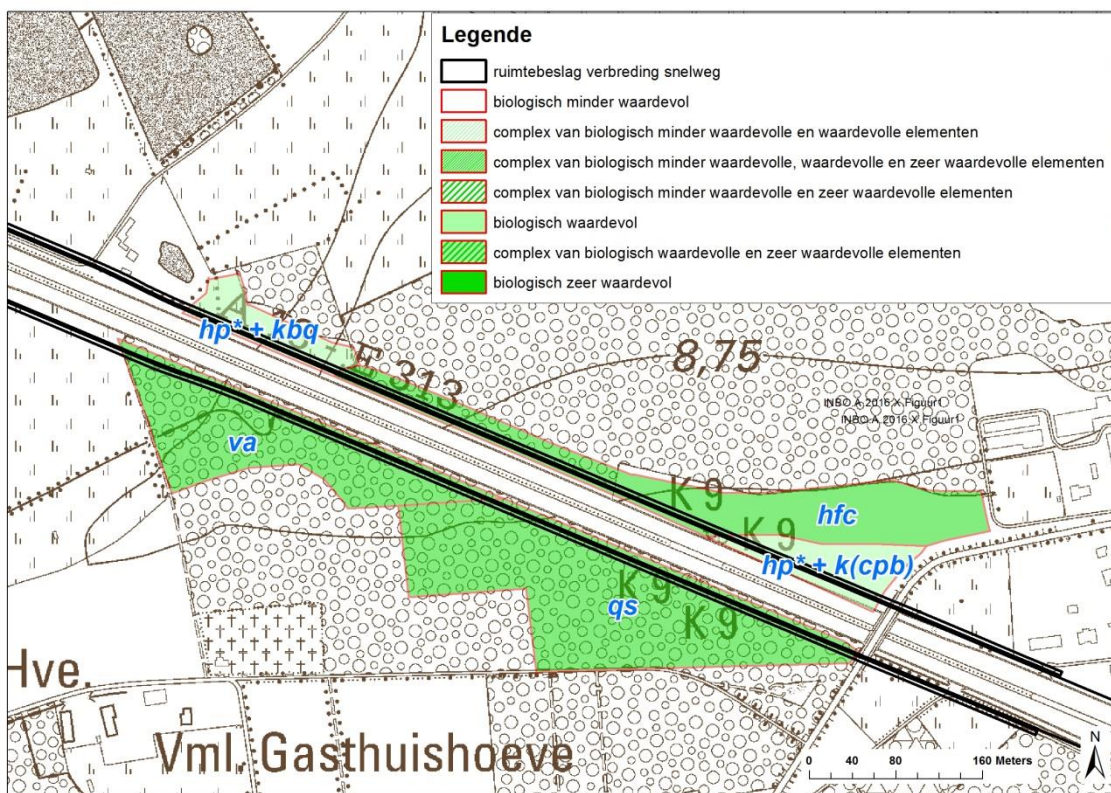 Legende
ruimtebeslag verbreding snelweg
biologisch minder waardevol
complex van biologisch minder waardevolle en waardevolle elementen
complex van biologisch minder waardevolle, waardevolle en zeer waardevolle elementen
complex van biologisch minder waardevolle en zeer waardevolle elementen
biologisch waardevol
complex van biologisch waardevolle en zeer waardevolle elementen
biologisch zeer waardevol
hp* + kbq
E 313
8,75
INBO.A.2016.X_Figuur1
INBO.A.2016.X_Figuur1
va
K 9
hfc
K 9
hp* + k(cpb)
K 9
qs
K 9
Hve.
Vml. Gasthuishoeve
N
0 40 80 160 Meters